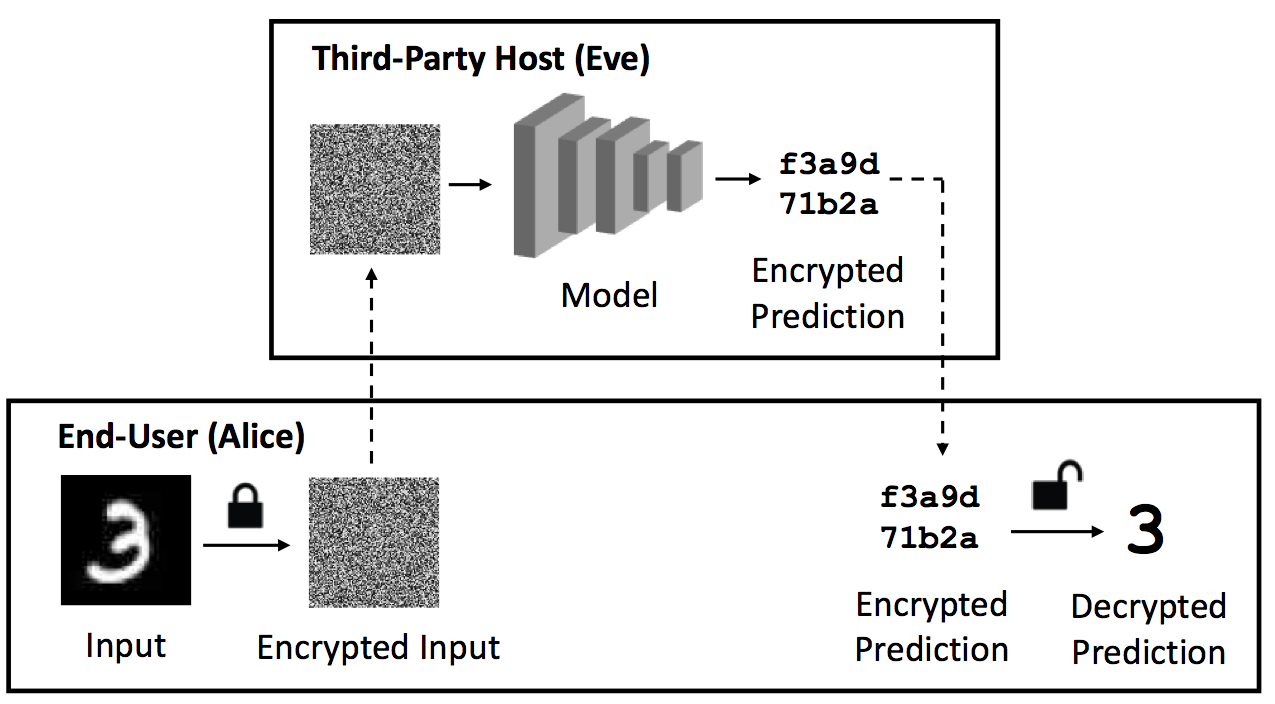 Third-Party Host (Eve)
f3a9d
71b2a
Model
Encrypted
Prediction
End-User (Alice)
3
Input
Encrypted Input
f3a9d
71b2a
Encrypted
Prediction
3
Decrypted
Prediction